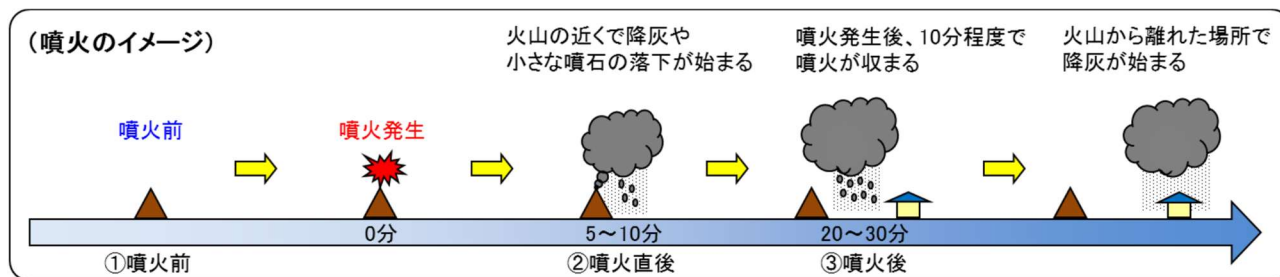 (噴火のイメージ)
火山の近くで降灰や
小さな噴石の落下が始まる
噴火発生後、10分程度で
噴火が収まる
火山から離れた場所で
降灰が始まる
噴火前
噴火発生
0分
5～10分
20～30分
①噴火前
②噴火直後
③噴火後